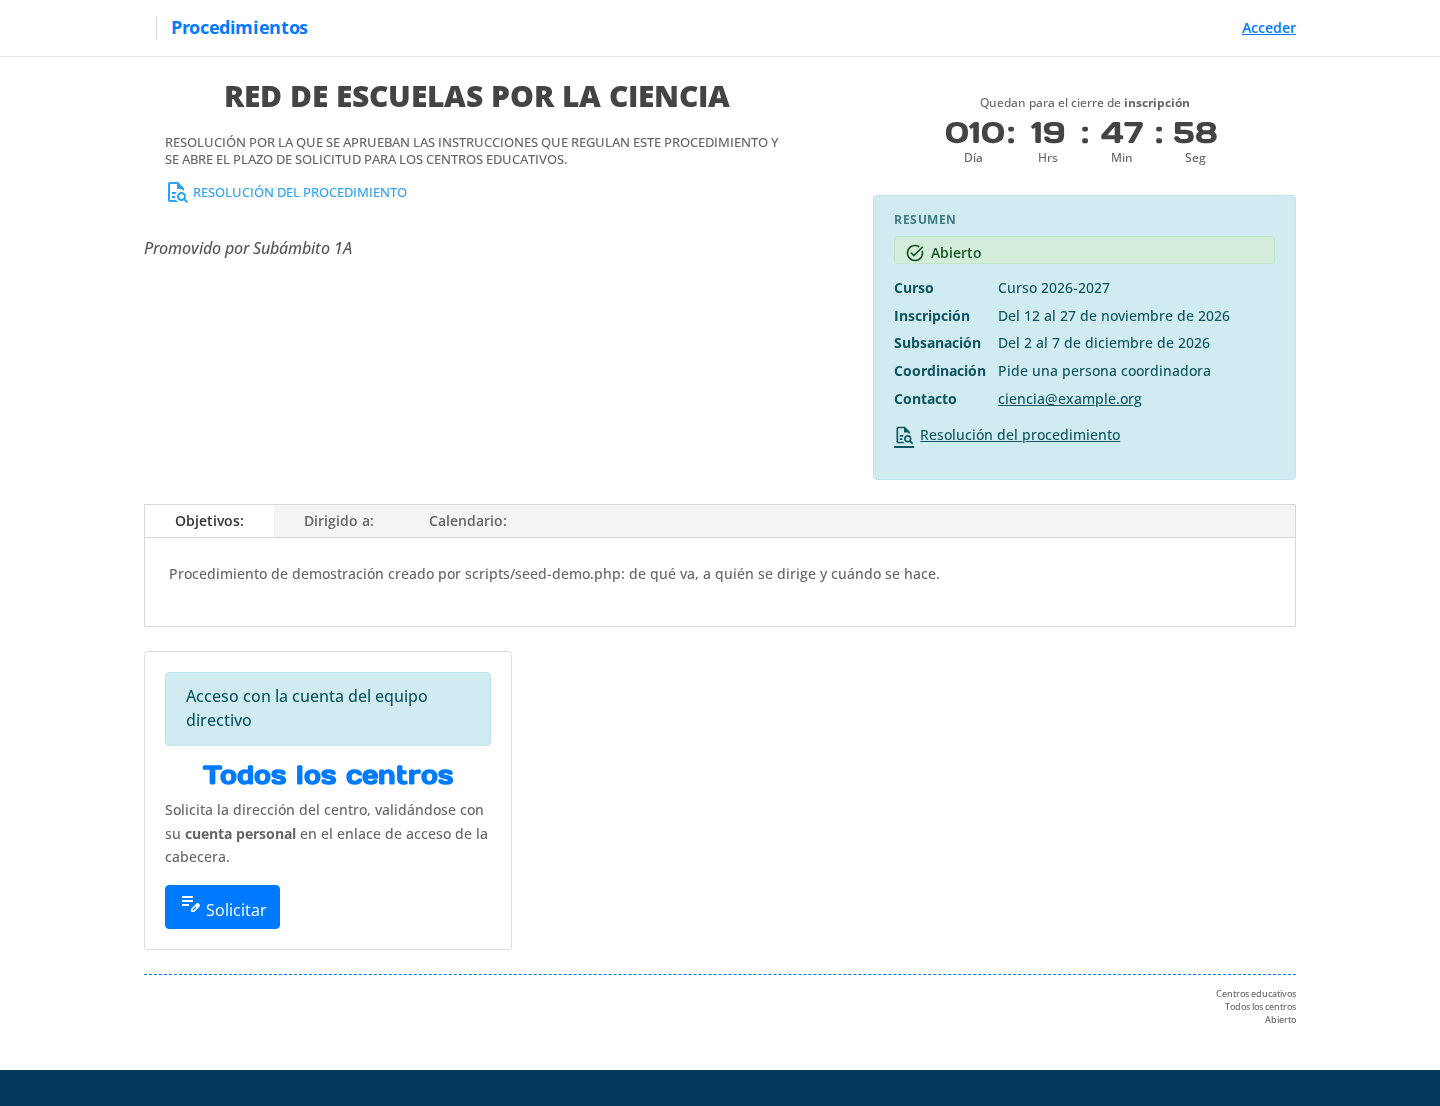 Procedimientos
Acceder
RED DE ESCUELAS POR LA CIENCIA
RESOLUCIÓN POR LA QUE SE APRUEBAN LAS INSTRUCCIONES QUE REGULAN ESTE PROCEDIMIENTO Y
SE ABRE EL PLAZO DE SOLICITUD PARA LOS CENTROS EDUCATIVOS.
RESOLUCIÓN DEL PROCEDIMIENTO
Promovido por Subámbito 1A
Quedan para el cierre de inscripción
010: 19 : 47 : 58
Día Hrs Min Seg
RESUMEN
Abierto
Curso Curso 2026-2027
Inscripción Del 12 al 27 de noviembre de 2026
Subsanación Del 2 al 7 de diciembre de 2026
Coordinación Pide una persona coordinadora
Contacto ciencia@example.org
Resolución del procedimiento
Objetivos: Dirigido a: Calendario:
Procedimiento de demostración creado por scripts/seed-demo.php: de qué va, a quién se dirige y cuándo se hace.
Acceso con la cuenta del equipo
directivo
Todos los centros
Solicita la dirección del centro, validándose con
su cuenta personal en el enlace de acceso de la
cabecera.
Solicitar
Centros educativos
Todos los centros
Abierto